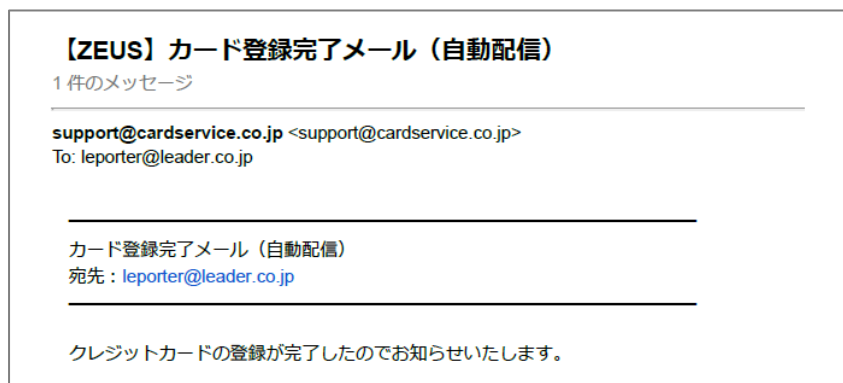 【ZEUS】カード登録完了メール（自動配信）
1 件のメッセージ
support@cardservice.co.jp <support@cardservice.co.jp>
To: leporter@leader.co.jp
カード登録完了メール（自動配信）
宛先：leporter@leader.co.jp
クレジットカードの登録が完了したのでお知らせいたします。